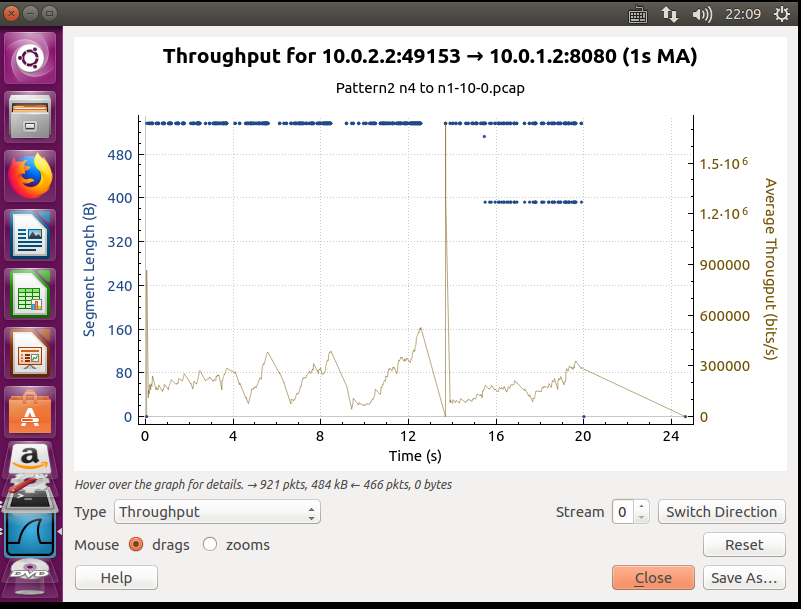 22:09
Throughput for 10.0.2.2:49153 → 10.0.1.2:8080 (1s MA)
Pattern2 n4 to n1-10-0.pcap
Segment Length (B)
480
400
320
240
160
80
0
1.5·10⁶
1.2·10⁶
900000
600000
300000
0
Average Througput (bits/s)
0 4 8 12 16 20 24
Time (s)
Hover over the graph for details. → 921 pkts, 484 kB ← 466 pkts, 0 bytes
Type Throughput Stream 0 Switch Direction
Mouse drags zooms Reset
Help Close Save As...
a
A
DVD